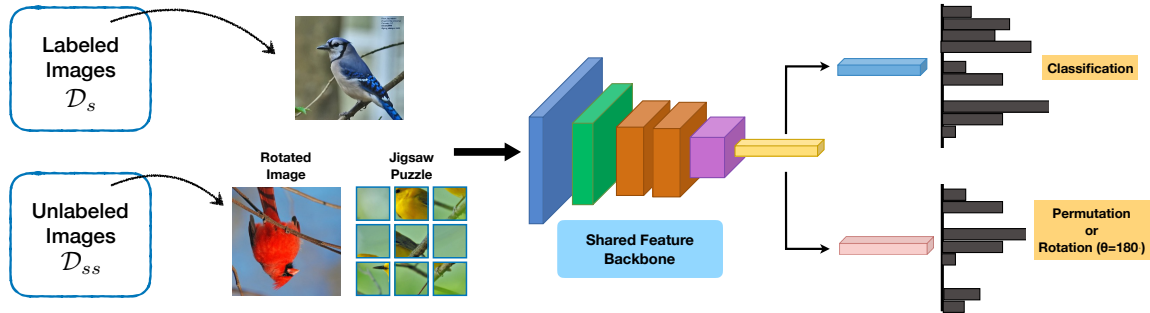 Labeled
Images
𝒟ₛ
Unlabeled
Images
𝒟ₛₛ
Rotated
Image
Jigsaw
Puzzle
Shared Feature
Backbone
Classification
Permutation
or
Rotation (θ=180 )